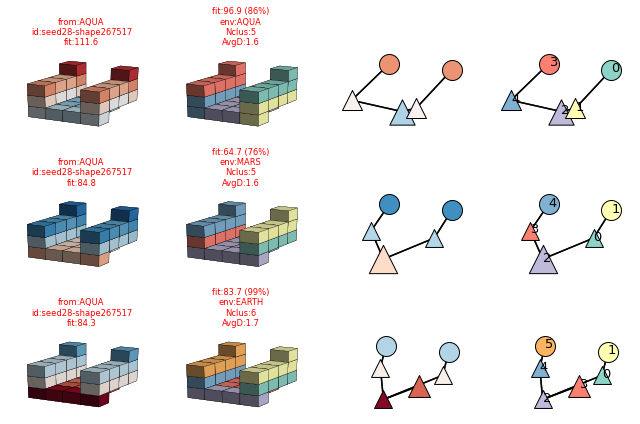 from:AQUA
id:seed28-shape267517
fit:111.6
fit:96.9 (86%)
env:AQUA
Nclus:5
AvgD:1.6
3
0
4
2
1
from:AQUA
id:seed28-shape267517
fit:84.8
fit:64.7 (76%)
env:MARS
Nclus:5
AvgD:1.6
4
1
3
0
2
from:AQUA
id:seed28-shape267517
fit:84.3
fit:83.7 (99%)
env:EARTH
Nclus:6
AvgD:1.7
5
1
4
0
3
2